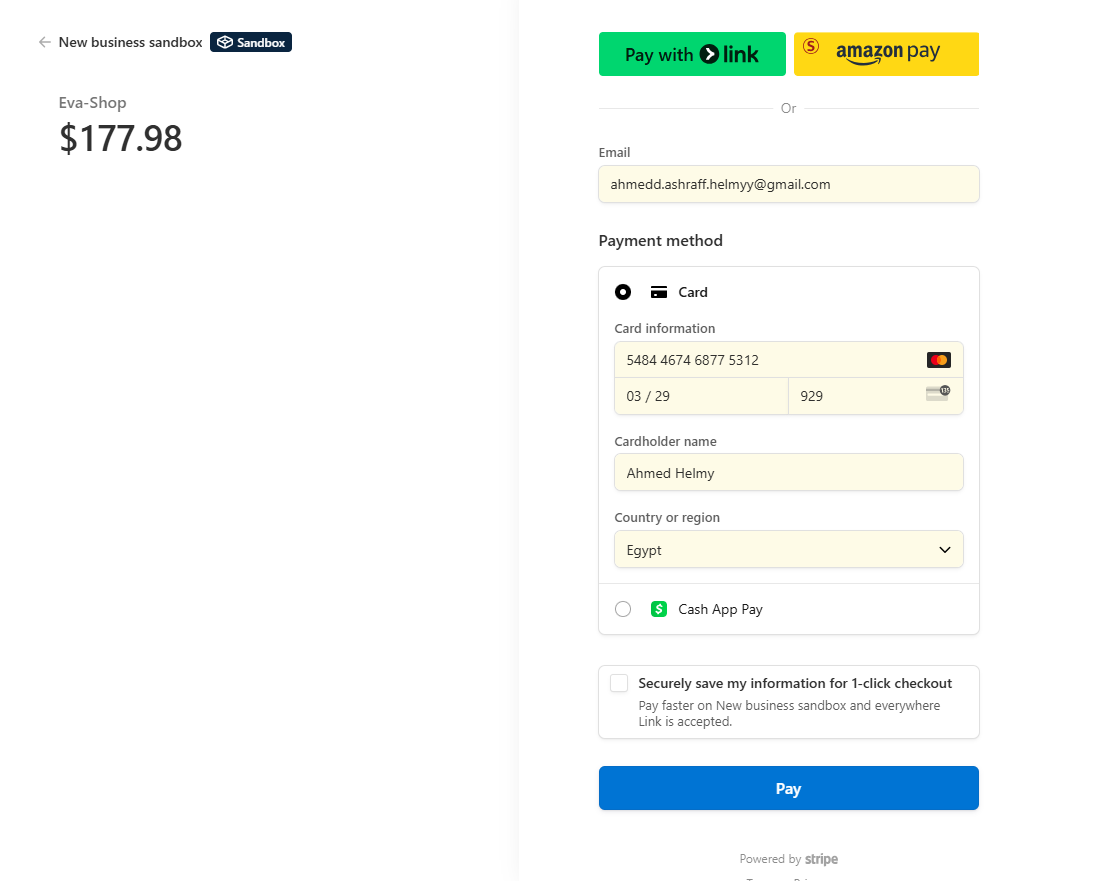 New business sandbox Sandbox
Eva-Shop
$177.98
Pay with link
S amazon pay
Or
Email
ahmedd.ashraff.helmyy@gmail.com
Payment method
Card
Card information
5484 4674 6877 5312
03 / 29
929
Cardholder name
Ahmed Helmy
Country or region
Egypt
$ Cash App Pay
Securely save my information for 1-click checkout
Pay faster on New business sandbox and everywhere
Link is accepted.
Pay
Powered by stripe